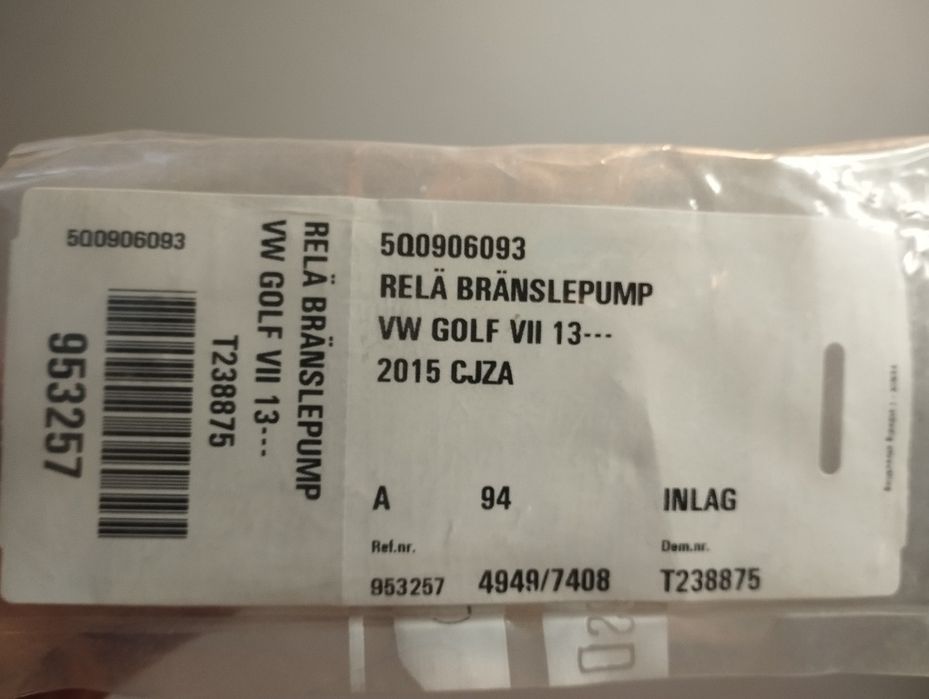 5Q0906093
953257
T238875
VW GOLF VII 13---
RELÄ BRÄNSLEPUMP
5Q0906093
RELÄ BRÄNSLEPUMP
VW GOLF VII 13---
2015 CJZA
A 94 INLAG
Ref.nr. Dem.nr.
953257 4949/7408 T238875